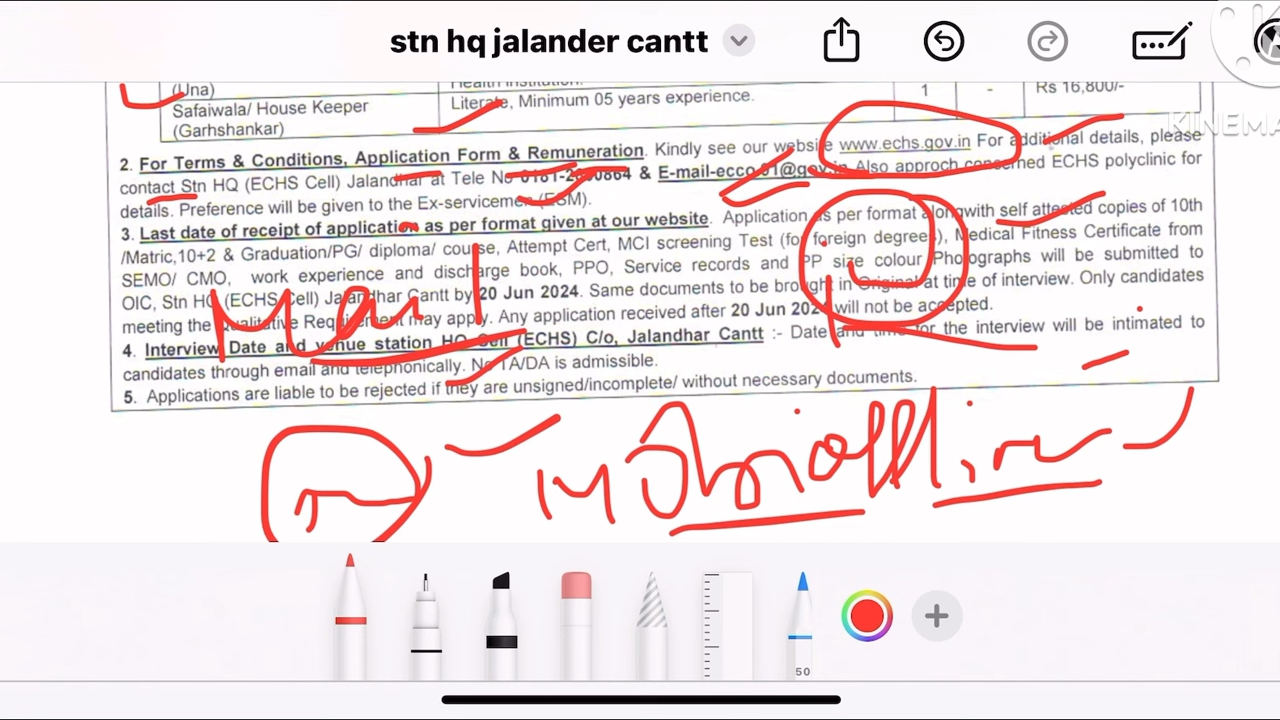 stn hq jalander cantt
KINEMA
(Una)
Health Institution.
Safaiwala/ House Keeper
(Garhshankar)
Literate, Minimum 05 years experience.
1
-
Rs 16,800/-
2. For Terms & Conditions, Application Form & Remuneration. Kindly see our website www.echs.gov.in For additional details, please
contact Stn HQ (ECHS Cell) Jalandhar at Tele No & Also approch concerned ECHS polyclinic for
details. Preference will be given to the Ex-servicemen (ESM).
3. Last date of receipt of application as per format given at our website. Application as per format alongwith self attested copies of 10th
/Matric,10+2 & Graduation/PG/ diploma/ course, Attempt Cert, MCI screening Test (for foreign degree), Medical Fitness Certificate from
SEMO/ CMO, work experience and discharge book, PPO, Service records and PP size colour Photographs will be submitted to
OIC, Stn HQ (ECHS Cell) Jalandhar Cantt by 20 Jun 2024. Same documents to be brought in Original at time of interview. Only candidates
meeting the Qualitative Requirement may apply. Any application received after 20 Jun 2024 will not be accepted.
4. Interview Date and venue station HQ Cell (ECHS) C/o, Jalandhar Cantt :- Date and time for the interview will be intimated to
candidates through email and telephonically. No TA/DA is admissible.
5. Applications are liable to be rejected if they are unsigned/incomplete/ without necessary documents.
50